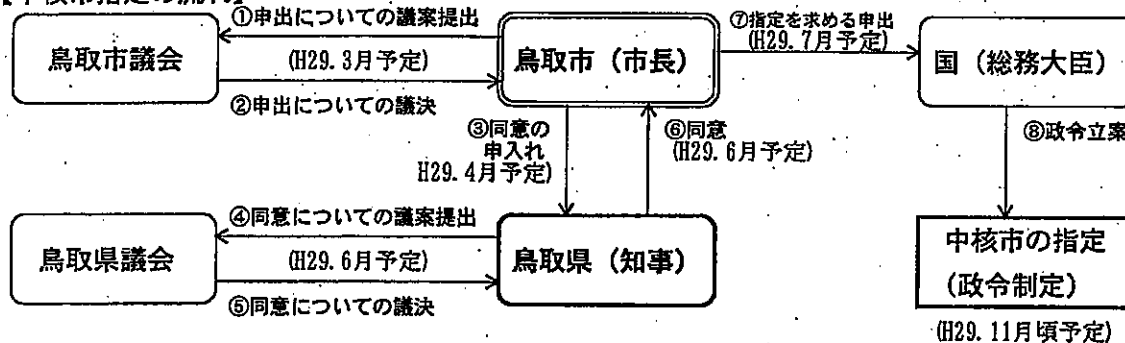 ①申出についての議案提出
鳥取市議会
(H29.3月予定)
②申出についての議決
鳥取市（市長）
⑦指定を求める申出
(H29.7月予定)
国（総務大臣）
③同意の
申入れ
H29.4月予定)
⑥同意
(H29.6月予定)
⑧政令立案
④同意についての議案提出
鳥取県議会
(H29.6月予定)
⑤同意についての議決
鳥取県（知事）
中核市の指定
（政令制定）
(H29.11月頃予定)